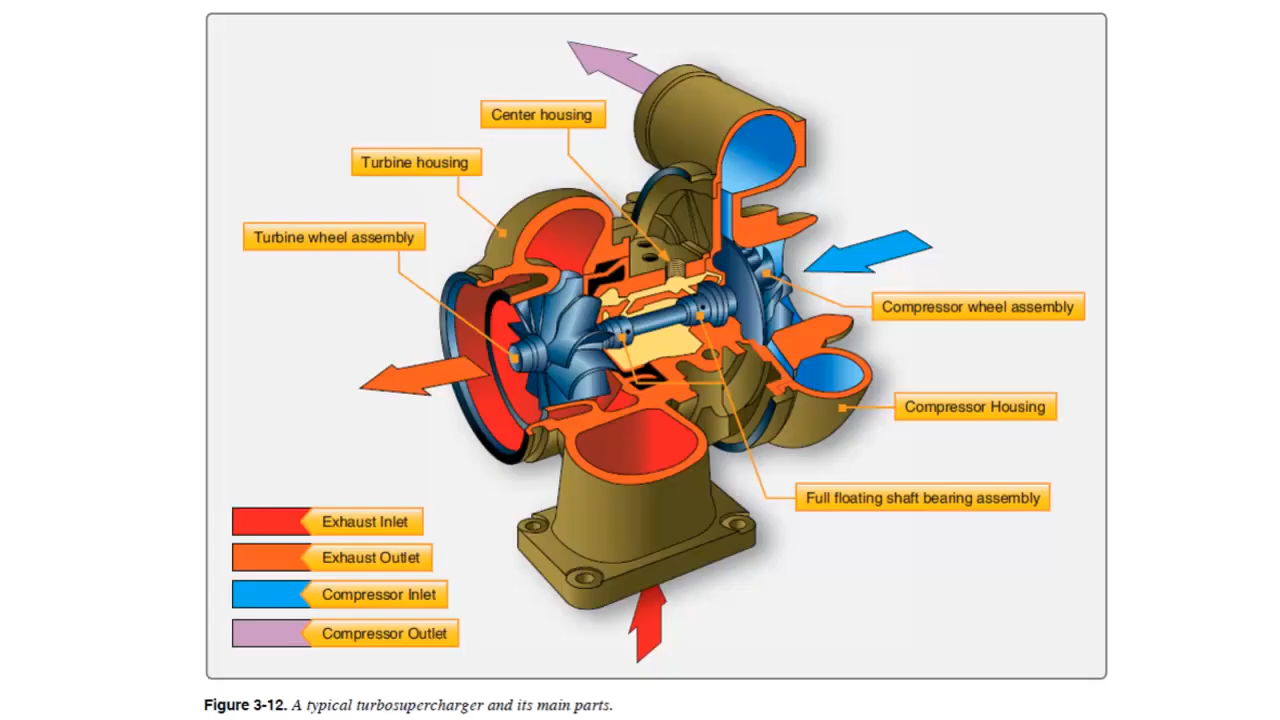 Center housing
Turbine housing
Turbine wheel assembly
Compressor wheel assembly
Compressor Housing
Full floating shaft bearing assembly
Exhaust Inlet
Exhaust Outlet
Compressor Inlet
Compressor Outlet
Figure 3-12. A typical turbosupercharger and its main parts.